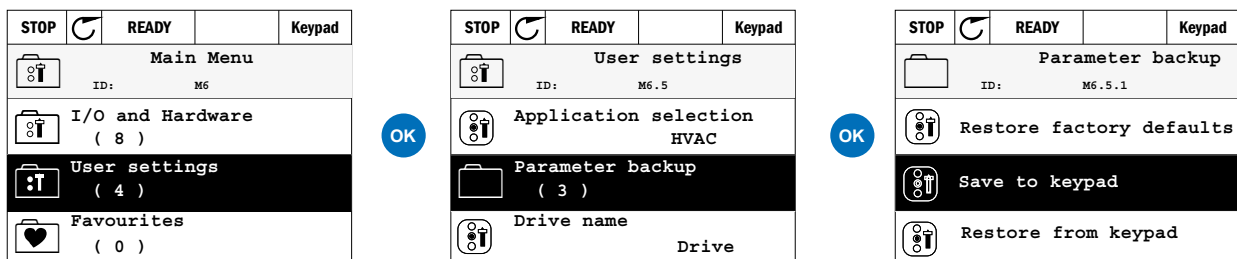 STOP READY Keypad
Main Menu
ID: M6
I/O and Hardware
( 8 )
User settings
( 4 )
Favourites
( 0 )
OK
STOP READY Keypad
User settings
ID: M6.5
Application selection
HVAC
Parameter backup
( 3 )
Drive name
Drive
OK
STOP READY Keypad
Parameter backup
ID: M6.5.1
Restore factory defaults
Save to keypad
Restore from keypad